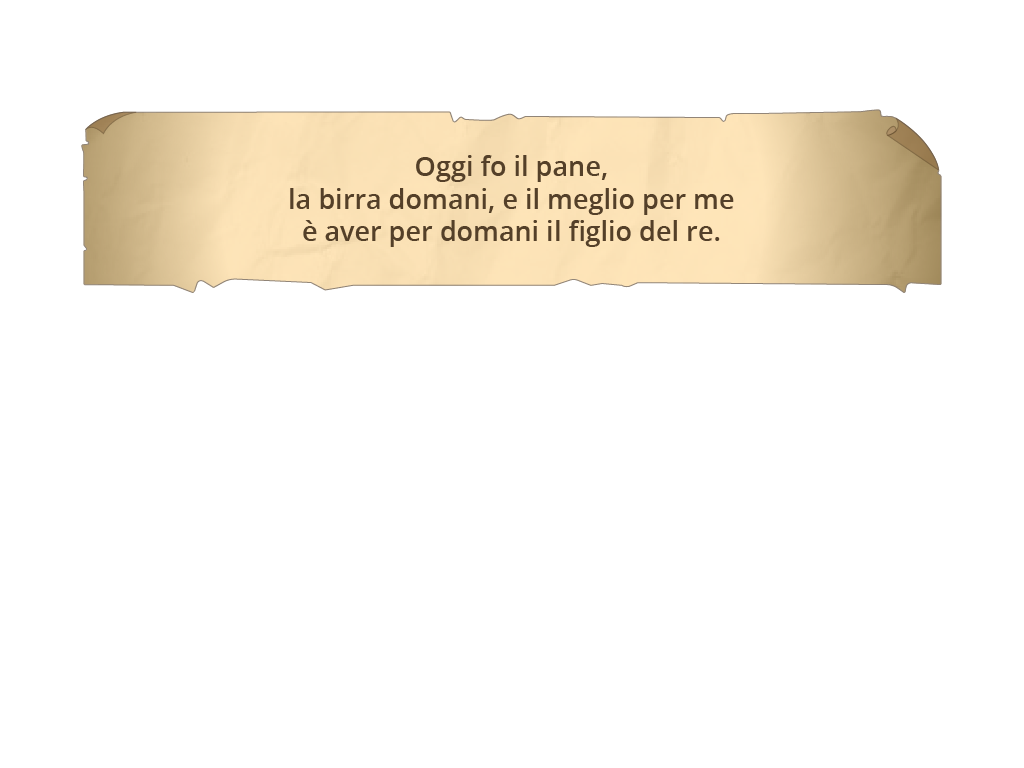 Oggi fo il pane,
la birra domani, e il meglio per me
è aver per domani il figlio del re.